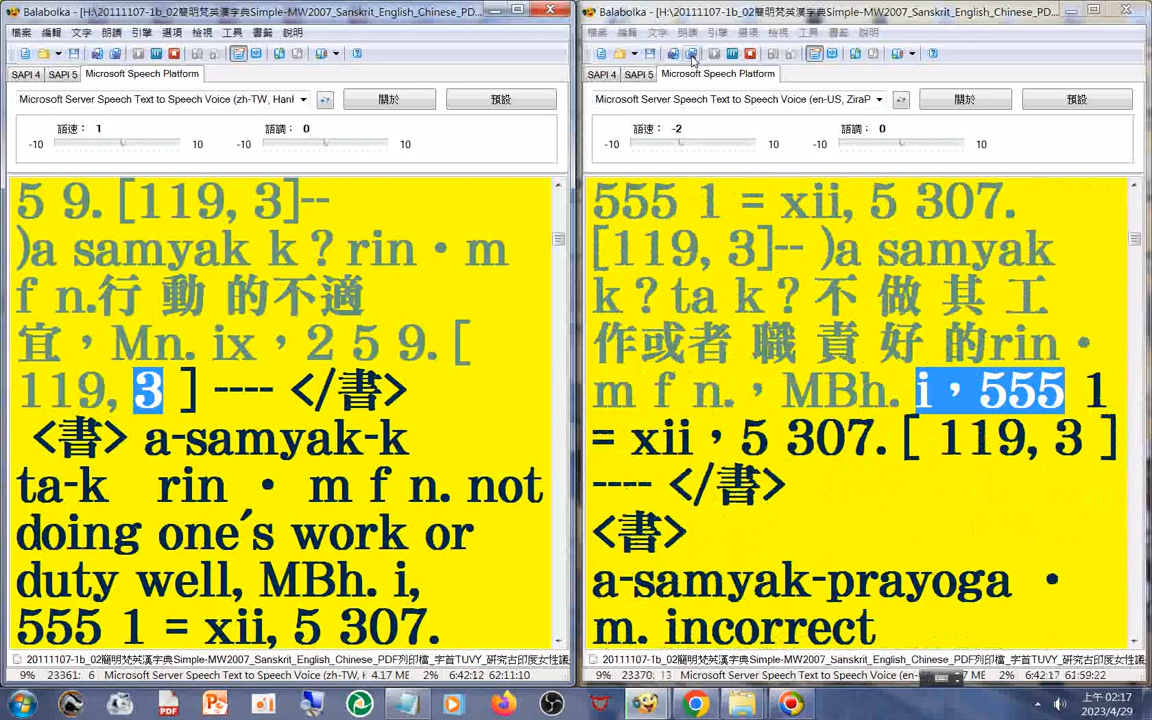 Balabolka - [H:\20111107-1b_02簡明梵英漢字典Simple-MW2007_Sanskrit_English_Chinese_PD...
檔案 編輯 文字 朗讀 引擎 選項 檢視 工具 書籤 說明
SAPI 4 SAPI 5 Microsoft Speech Platform
Microsoft Server Speech Text to Speech Voice (zh-TW, Hanl 關於 預設
語速： 1 語調： 0
-10 10 -10 10
5 9. [119, 3]--
)a samyak k ? rin • m
f n.行 動 的不適
宜，Mn. ix，2 5 9. [
119, 3 ] ---- </書>
<書> a-samyak-k
ta-k rin • m f n. not
doing one's work or
duty well, MBh. i,
555 1 = xii, 5 307.
20111107-1b_02簡明梵英漢字典Simple-MW2007_Sanskrit_English_Chinese_PDF列印檔_字首TUVY_研究古印度女性議
9% 23361: 6 Microsoft Server Speech Text to Speech Voice (zh-TW, H 4.17 ME 2% 6:42:12 62:11:10
Balabolka - [H:\20111107-1b_02簡明梵英漢字典Simple-MW2007_Sanskrit_English_Chinese_PD...
檔案 編輯 文字 朗讀 引擎 選項 檢視 工具 書籤 說明
SAPI 4 SAPI 5 Microsoft Speech Platform
Microsoft Server Speech Text to Speech Voice (en-US, ZiraP 關於 預設
語速： -2 語調： 0
-10 10 -10 10
555 1 = xii, 5 307.
[119, 3]-- )a samyak
k ? ta k ? 不 做 其 工
作或者 職 責 好 的rin •
m f n.，MBh. i，555 1
= xii，5 307. [ 119, 3 ]
---- </書>
<書>
a-samyak-prayoga •
m. incorrect
20111107-1b_02簡明梵英漢字典Simple-MW2007_Sanskrit_English_Chinese_PDF列印檔_字首TUVY_研究古印度女性議
9% 23370: 13 Microsoft Server Speech Text to Speech Voice 4.17 ME 2% 6:42:17 61:59:22
上午 02:17
2023/4/29